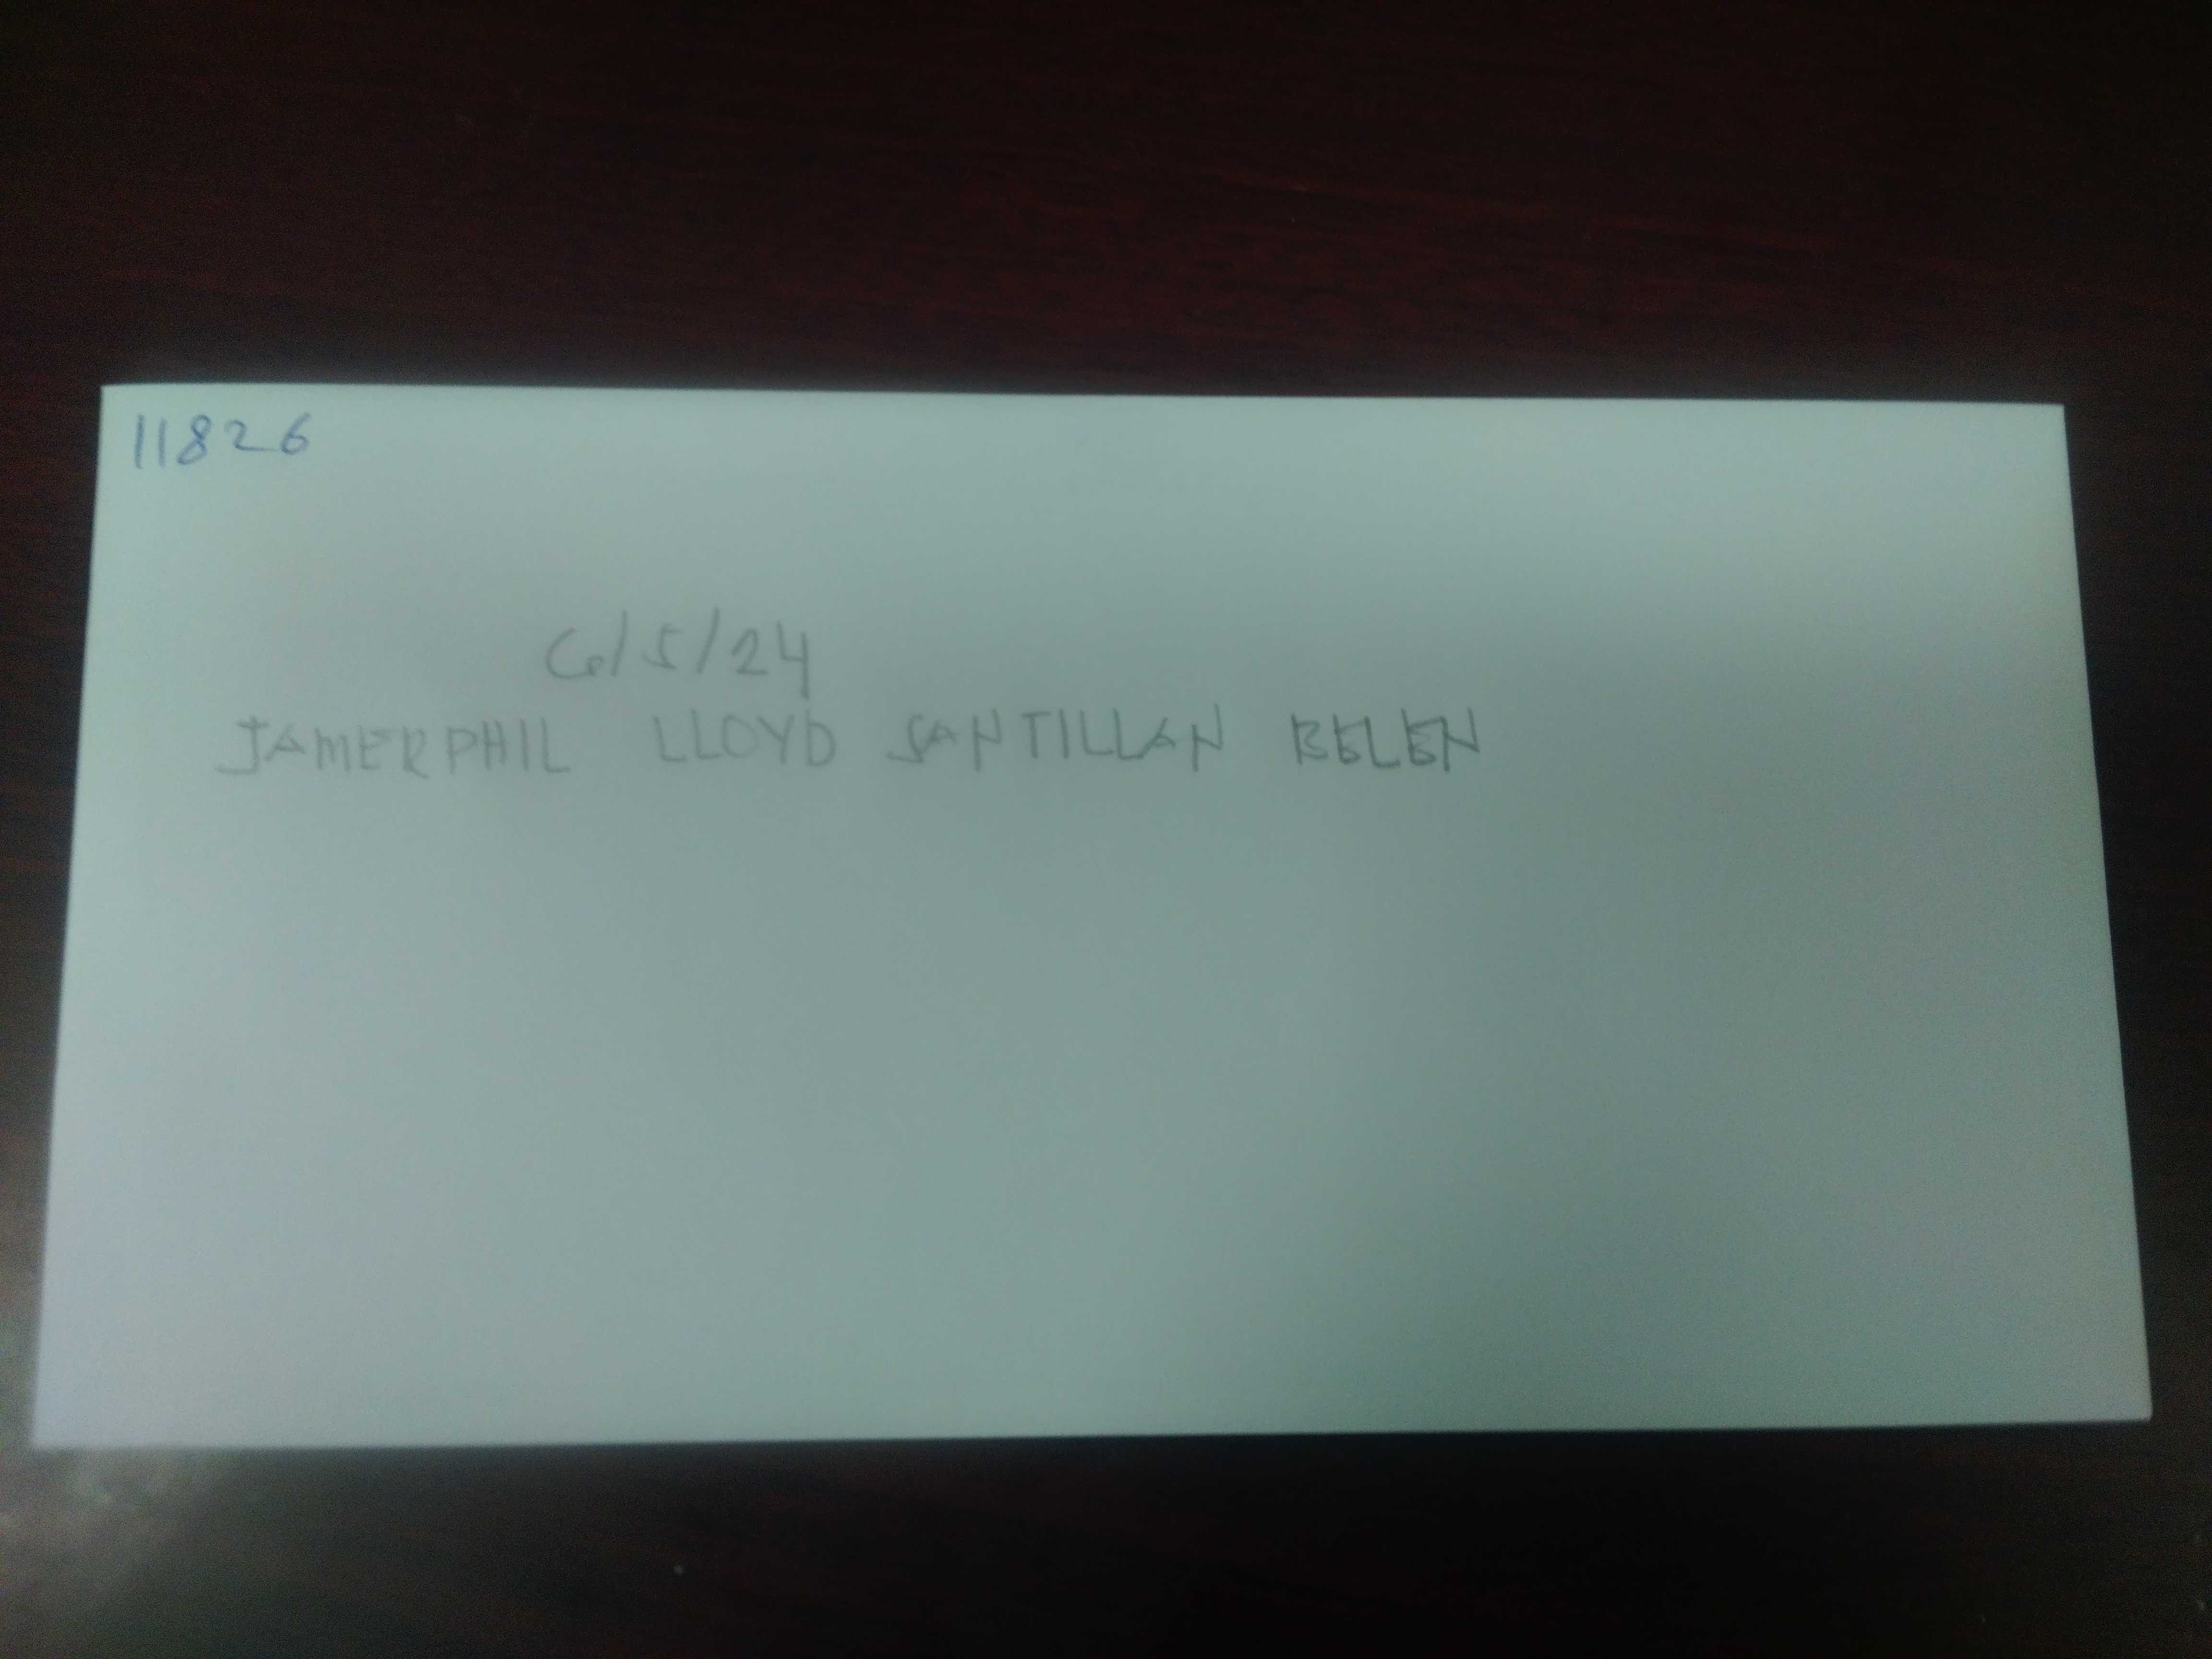 11826
6/5/24
JAMERPHIL LLOYD SANTILLAN BELEN